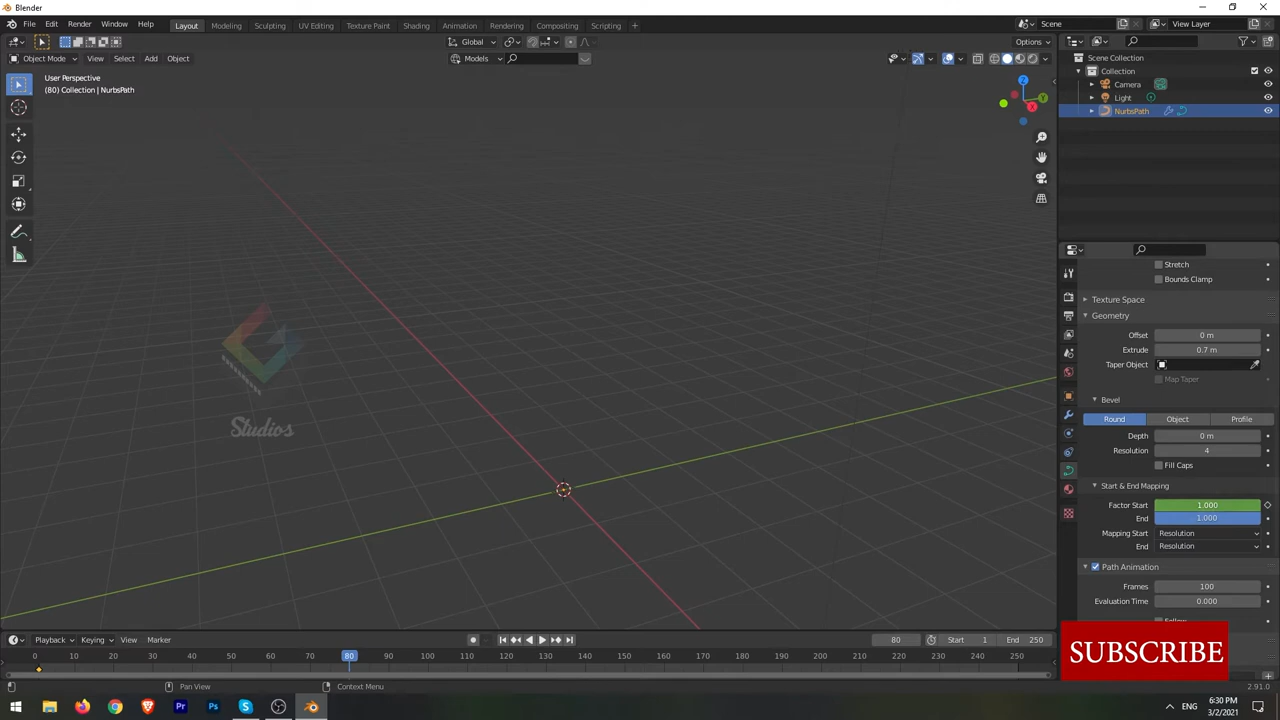 Blender
File Edit Render Window Help
Layout Modeling Sculpting UV Editing Texture Paint Shading Animation Rendering Compositing Scripting +
Scene
View Layer
Global
Options
Object Mode View Select Add Object
Models
User Perspective
(80) Collection | NurbsPath
Z
Y
X
Studios
Scene Collection
Collection
Camera
Light
NurbsPath
Stretch
Bounds Clamp
Texture Space
Geometry
Offset 0 m
Extrude 0.7 m
Taper Object
Map Taper
Bevel
Round Object Profile
Depth 0 m
Resolution 4
Fill Caps
Start & End Mapping
Factor Start 1.000
End 1.000
Mapping Start Resolution
End Resolution
Path Animation
Frames 100
Evaluation Time 0.000
SUBSCRIBE
Playback Keying View Marker
80 Start 1 End 250
0 10 20 30 40 50 60 70 80 90 100 110 120 130 140 150 160 170 180 190 200 210 220 230 240 250
Pan View
Context Menu
2.91.0
Pr Ps
ENG
6:30 PM
3/2/2021